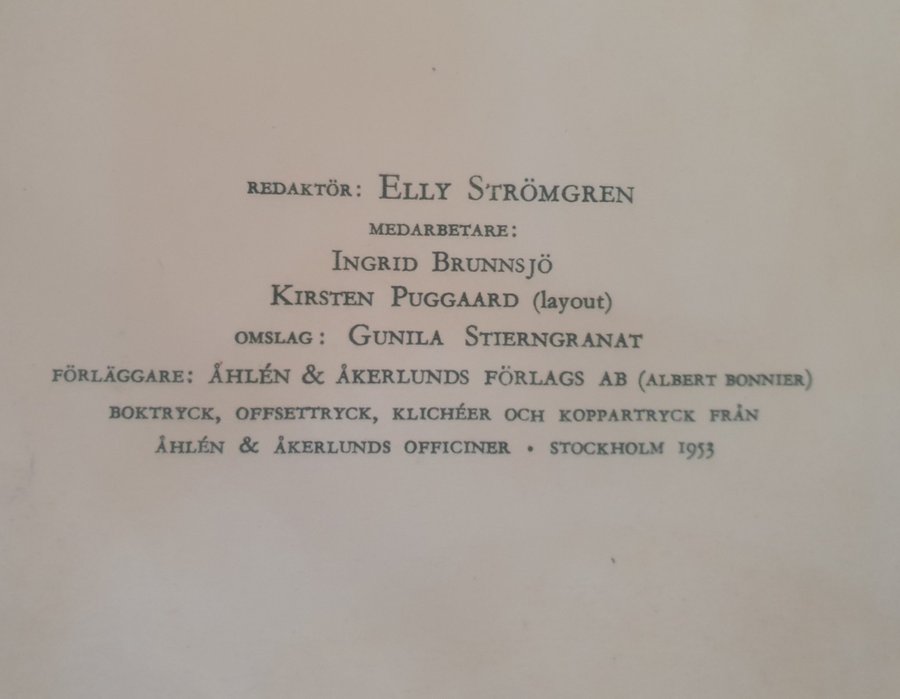 REDAKTÖR: ELLY STRÖMGREN
MEDARBETARE:
INGRID BRUNNSJÖ
KIRSTEN PUGGAARD (layout)
OMSLAG: GUNILA STIERNGRANAT
FÖRLÄGGARE: ÅHLÉN & ÅKERLUNDS FÖRLAGS AB (ALBERT BONNIER)
BOKTRYCK, OFFSETTRYCK, KLICHÉER OCH KOPPARTRYCK FRÅN
ÅHLÉN & ÅKERLUNDS OFFICINER • STOCKHOLM 1953